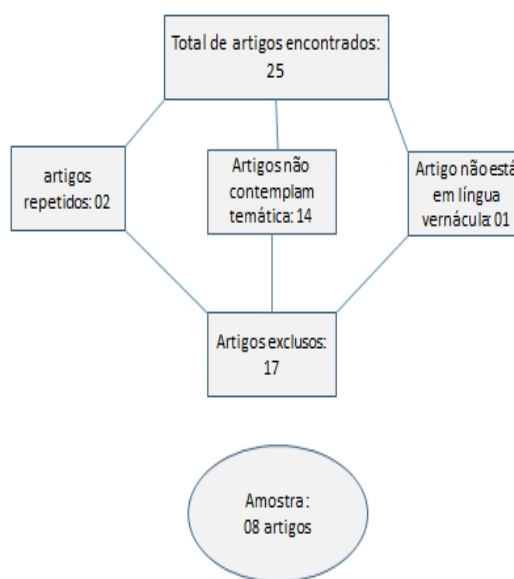 Total de artigos encontrados:
25
artigos
repetidos: 02
Artigos não
contemplam
temática: 14
Artigo não está
em língua
vernácula: 01
Artigos exclusos:
17
Amostra :
08 artigos